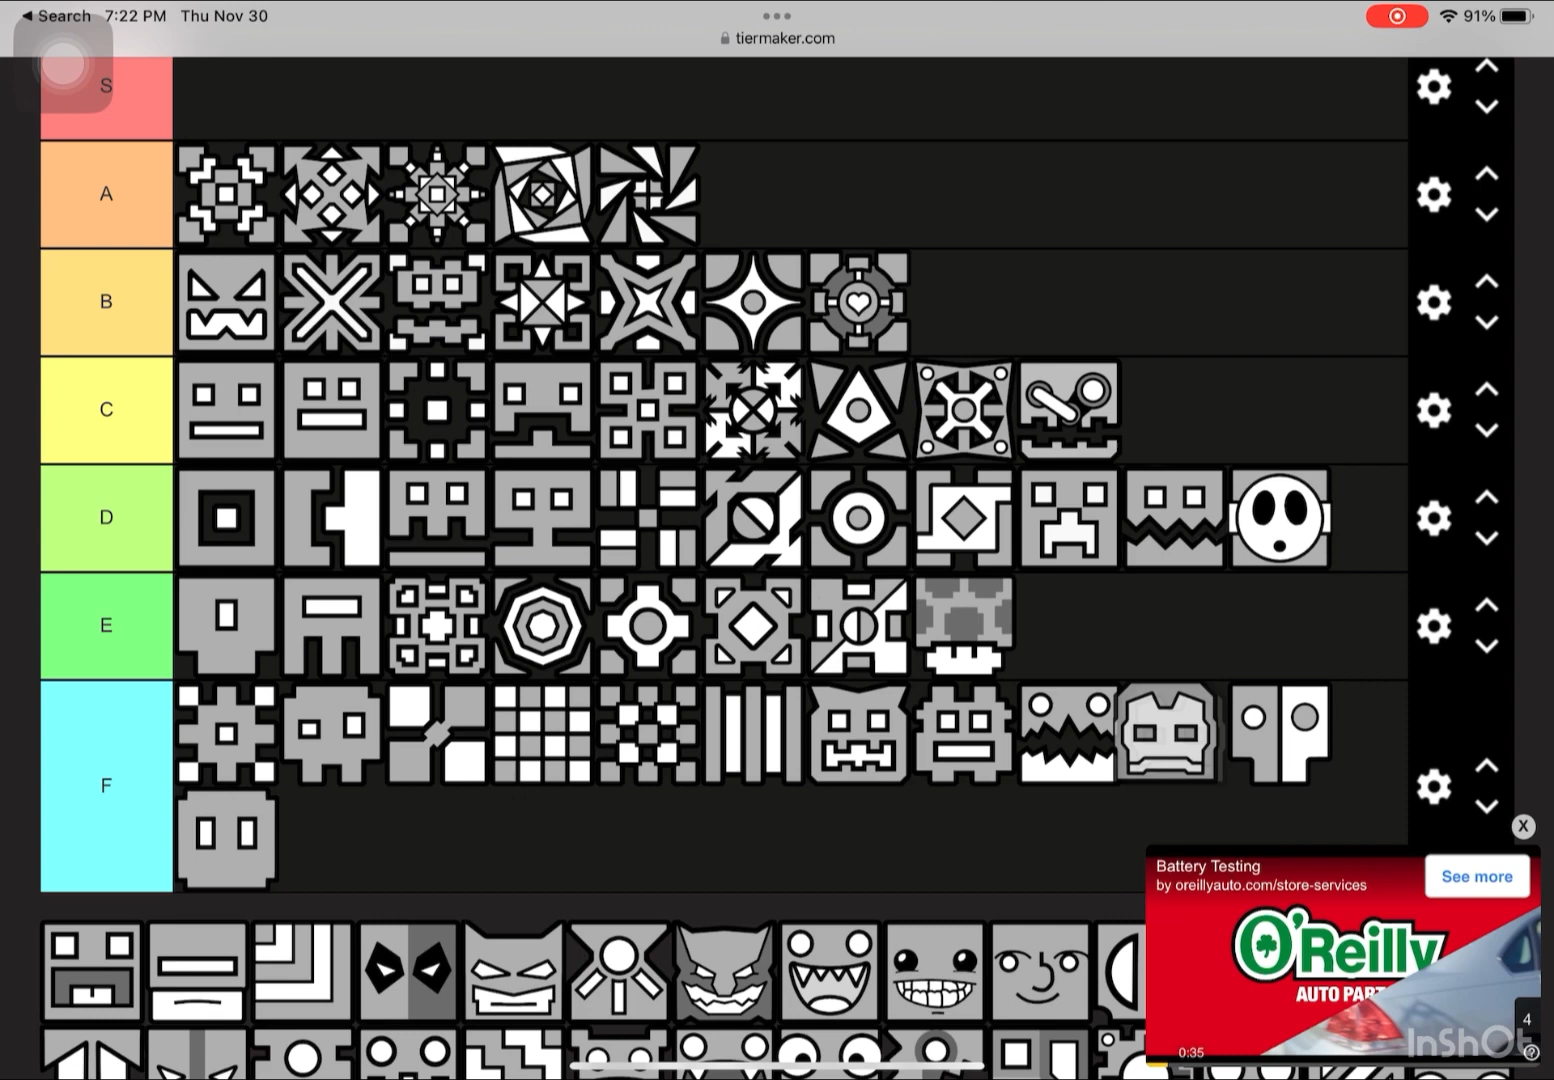 Search 7:22 PM Thu Nov 30
91%
tiermaker.com
S
A
B
C
D
E
F
X
Battery Testing
by oreillyauto.com/store-services
See more
O'Reilly
AUTO PART
4
0:35
InShOt